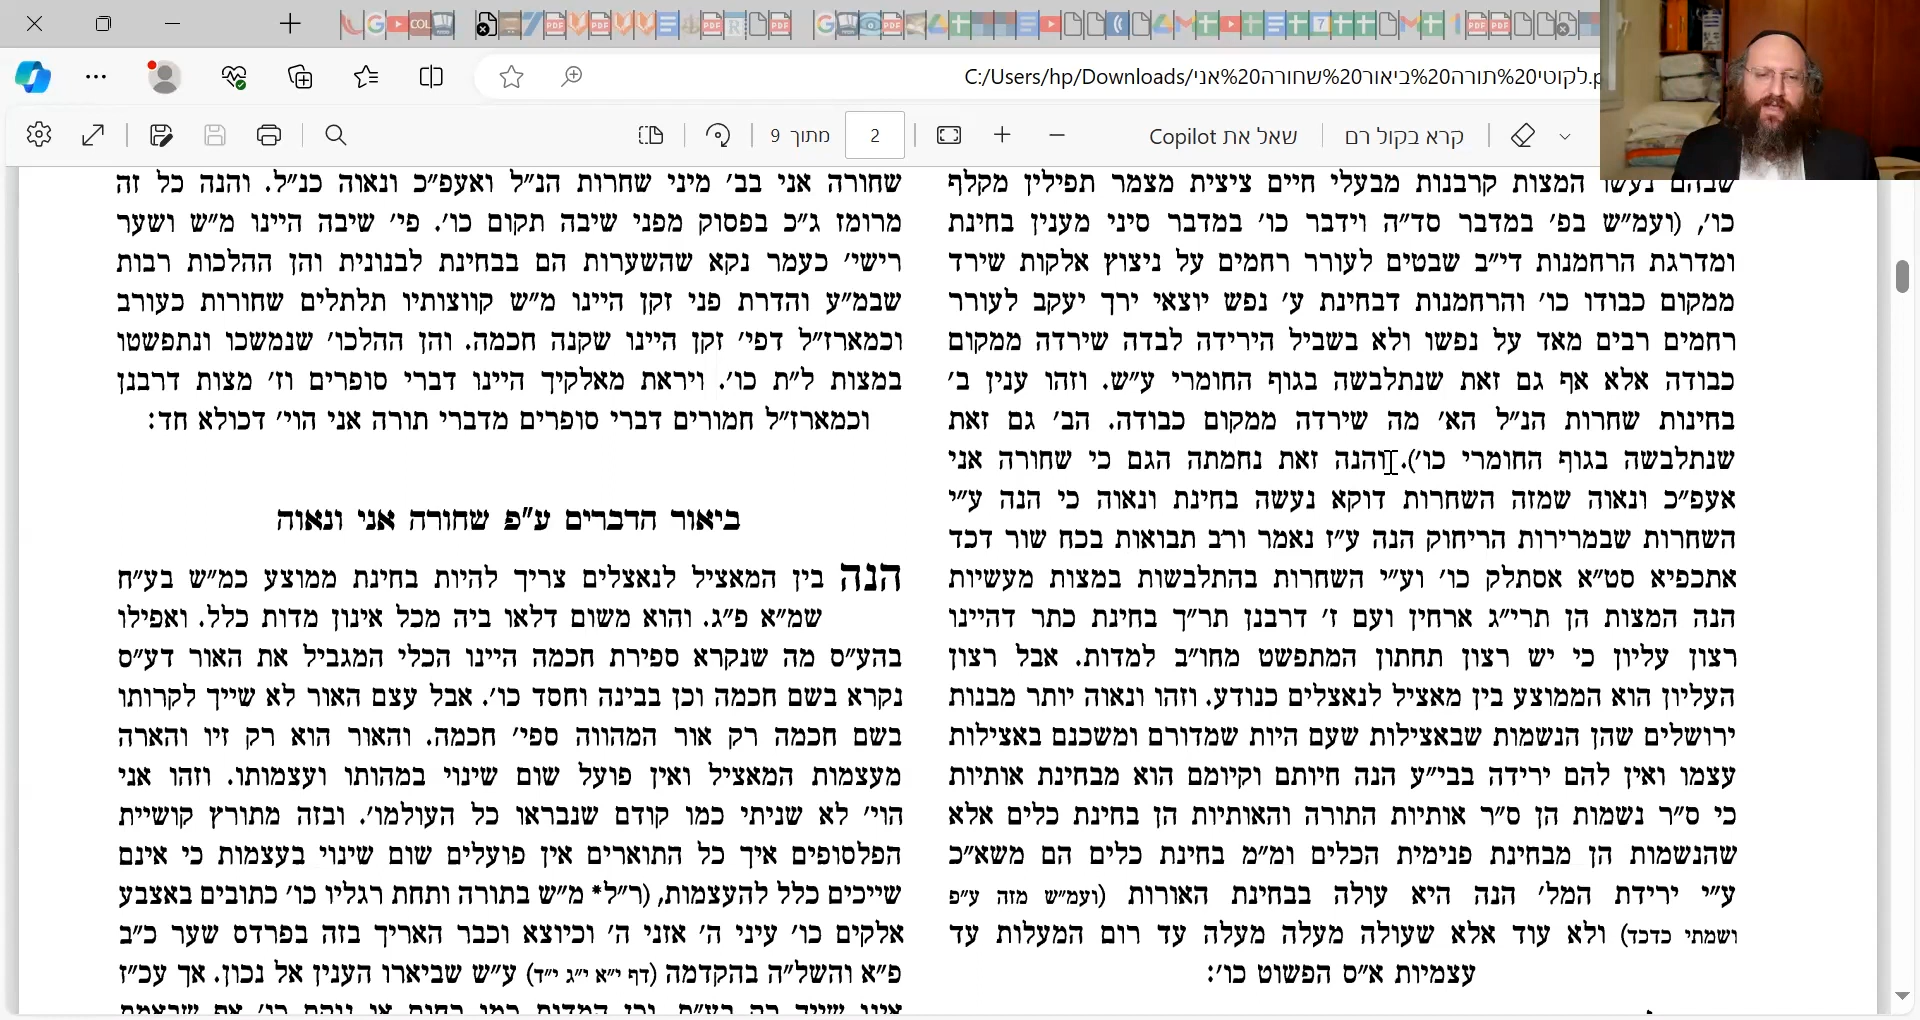 COL
C:/Users/hp/Downloads/לקוטי%20תורה%20ביאור%20שחורה%20אני.p
קרא בקול רם
שאל את Copilot
2
מתוך 9
שבהם נעשו המצות קרבנות מבעלי חיים ציצית מצמר תפילין מקלף
כו', (ועמ"ש בפ' במדבר סד"ה וידבר כו' במדבר סיני מענין בחינת
ומדרגת הרחמנות די"ב שבטים לעורר רחמים על ניצוץ אלקות שירד
ממקום כבודו כו' והרחמנות דבחינת ע' נפש יוצאי ירך יעקב לעורר
רחמים רבים מאד על נפשו ולא בשביל הירידה לבדה שירדה ממקום
כבודה אלא אף גם זאת שנתלבשה בגוף החומרי ע"ש. וזהו ענין ב'
בחינות שחרות הנ"ל הא' מה שירדה ממקום כבודה. הב' גם זאת
שנתלבשה בגוף החומרי כו'). והנה זאת נחמתה הגם כי שחורה אני
אעפ"כ ונאוה שמזה השחרות דוקא נעשה בחינת ונאוה כי הנה ע"י
השחרות שבמרירות הריחוק הנה ע"ז נאמר ורב תבואות בכח שור דכד
אתכפיא סט"א אסתלק כו' וע"י השחרות בהתלבשות במצות מעשיות
הנה המצות הן תרי"ג ארחין ועם ז' דרבנן תר"ך בחינת כתר דהיינו
רצון עליון כי יש רצון תחתון המתפשט מחו"ב למדות. אבל רצון
העליון הוא הממוצע בין מאציל לנאצלים כנודע. וזהו ונאוה יותר מבנות
ירושלים שהן הנשמות שבאצילות שעם היות שמדורם ומשכנם באצילות
עצמו ואין להם ירידה בבי"ע הנה חיותם וקיומם הוא מבחינת אותיות
כי ס"ר נשמות הן ס"ר אותיות התורה והאותיות הן בחינת כלים אלא
שהנשמות הן מבחינת פנימית הכלים ומ"מ בחינת כלים הם משא"כ
ע"י ירידת המל' הנה היא עולה בבחינת האורות (ועמ"ש מזה ע"פ
ושמתי כדכד) ולא עוד אלא שעולה מעלה מעלה עד רום המעלות עד
עצמיות א"ס הפשוט כו':
שחורה אני בב' מיני שחרות הנ"ל ואעפ"כ ונאוה כנ"ל. והנה כל זה
מרומז ג"כ בפסוק מפני שיבה תקום כו'. פי' שיבה היינו מ"ש ושער
רישי' כעמר נקא שהשערות הם בבחינת לבנונית והן ההלכות רבות
שבמ"ע והדרת פני זקן היינו מ"ש קווצותיו תלתלים שחורות כעורב
וכמארז"ל דפי' זקן היינו שקנה חכמה. והן ההלכו' שנמשכו ונתפשטו
במצות ל"ת כו'. ויראת מאלקיך היינו דברי סופרים וז' מצות דרבנן
וכמארז"ל חמורים דברי סופרים מדברי תורה אני הוי' דכולא חד:
ביאור הדברים ע"פ שחורה אני ונאוה
הנה בין המאציל לנאצלים צריך להיות בחינת ממוצע כמ"ש בע"ח
שמ"א פ"ג. והוא משום דלאו ביה מכל אינון מדות כלל. ואפילו
בהע"ס מה שנקרא ספירת חכמה היינו הכלי המגביל את האור דע"ס
נקרא בשם חכמה וכן בבינה וחסד כו'. אבל עצם האור לא שייך לקרותו
בשם חכמה רק אור המהווה ספי' חכמה. והאור הוא רק זיו והארה
מעצמות המאציל ואין פועל שום שינוי במהותו ועצמותו. וזהו אני
הוי' לא שניתי כמו קודם שנבראו כל העולמו'. ובזה מתורץ קושיית
הפלסופים איך כל התוארים אין פועלים שום שינוי בעצמות כי אינם
שייכים כלל להעצמות, (ר"ל* מ"ש בתורה ותחת רגליו כו' כתובים באצבע
אלקים כו' עיני ה' אזני ה' וכיוצא וכבר האריך בזה בפרדס שער כ"ב
פ"א והשל"ה בהקדמה (דף י"א י"ג י"ד) ע"ש שביארו הענין אל נכון. אך עכ"ז